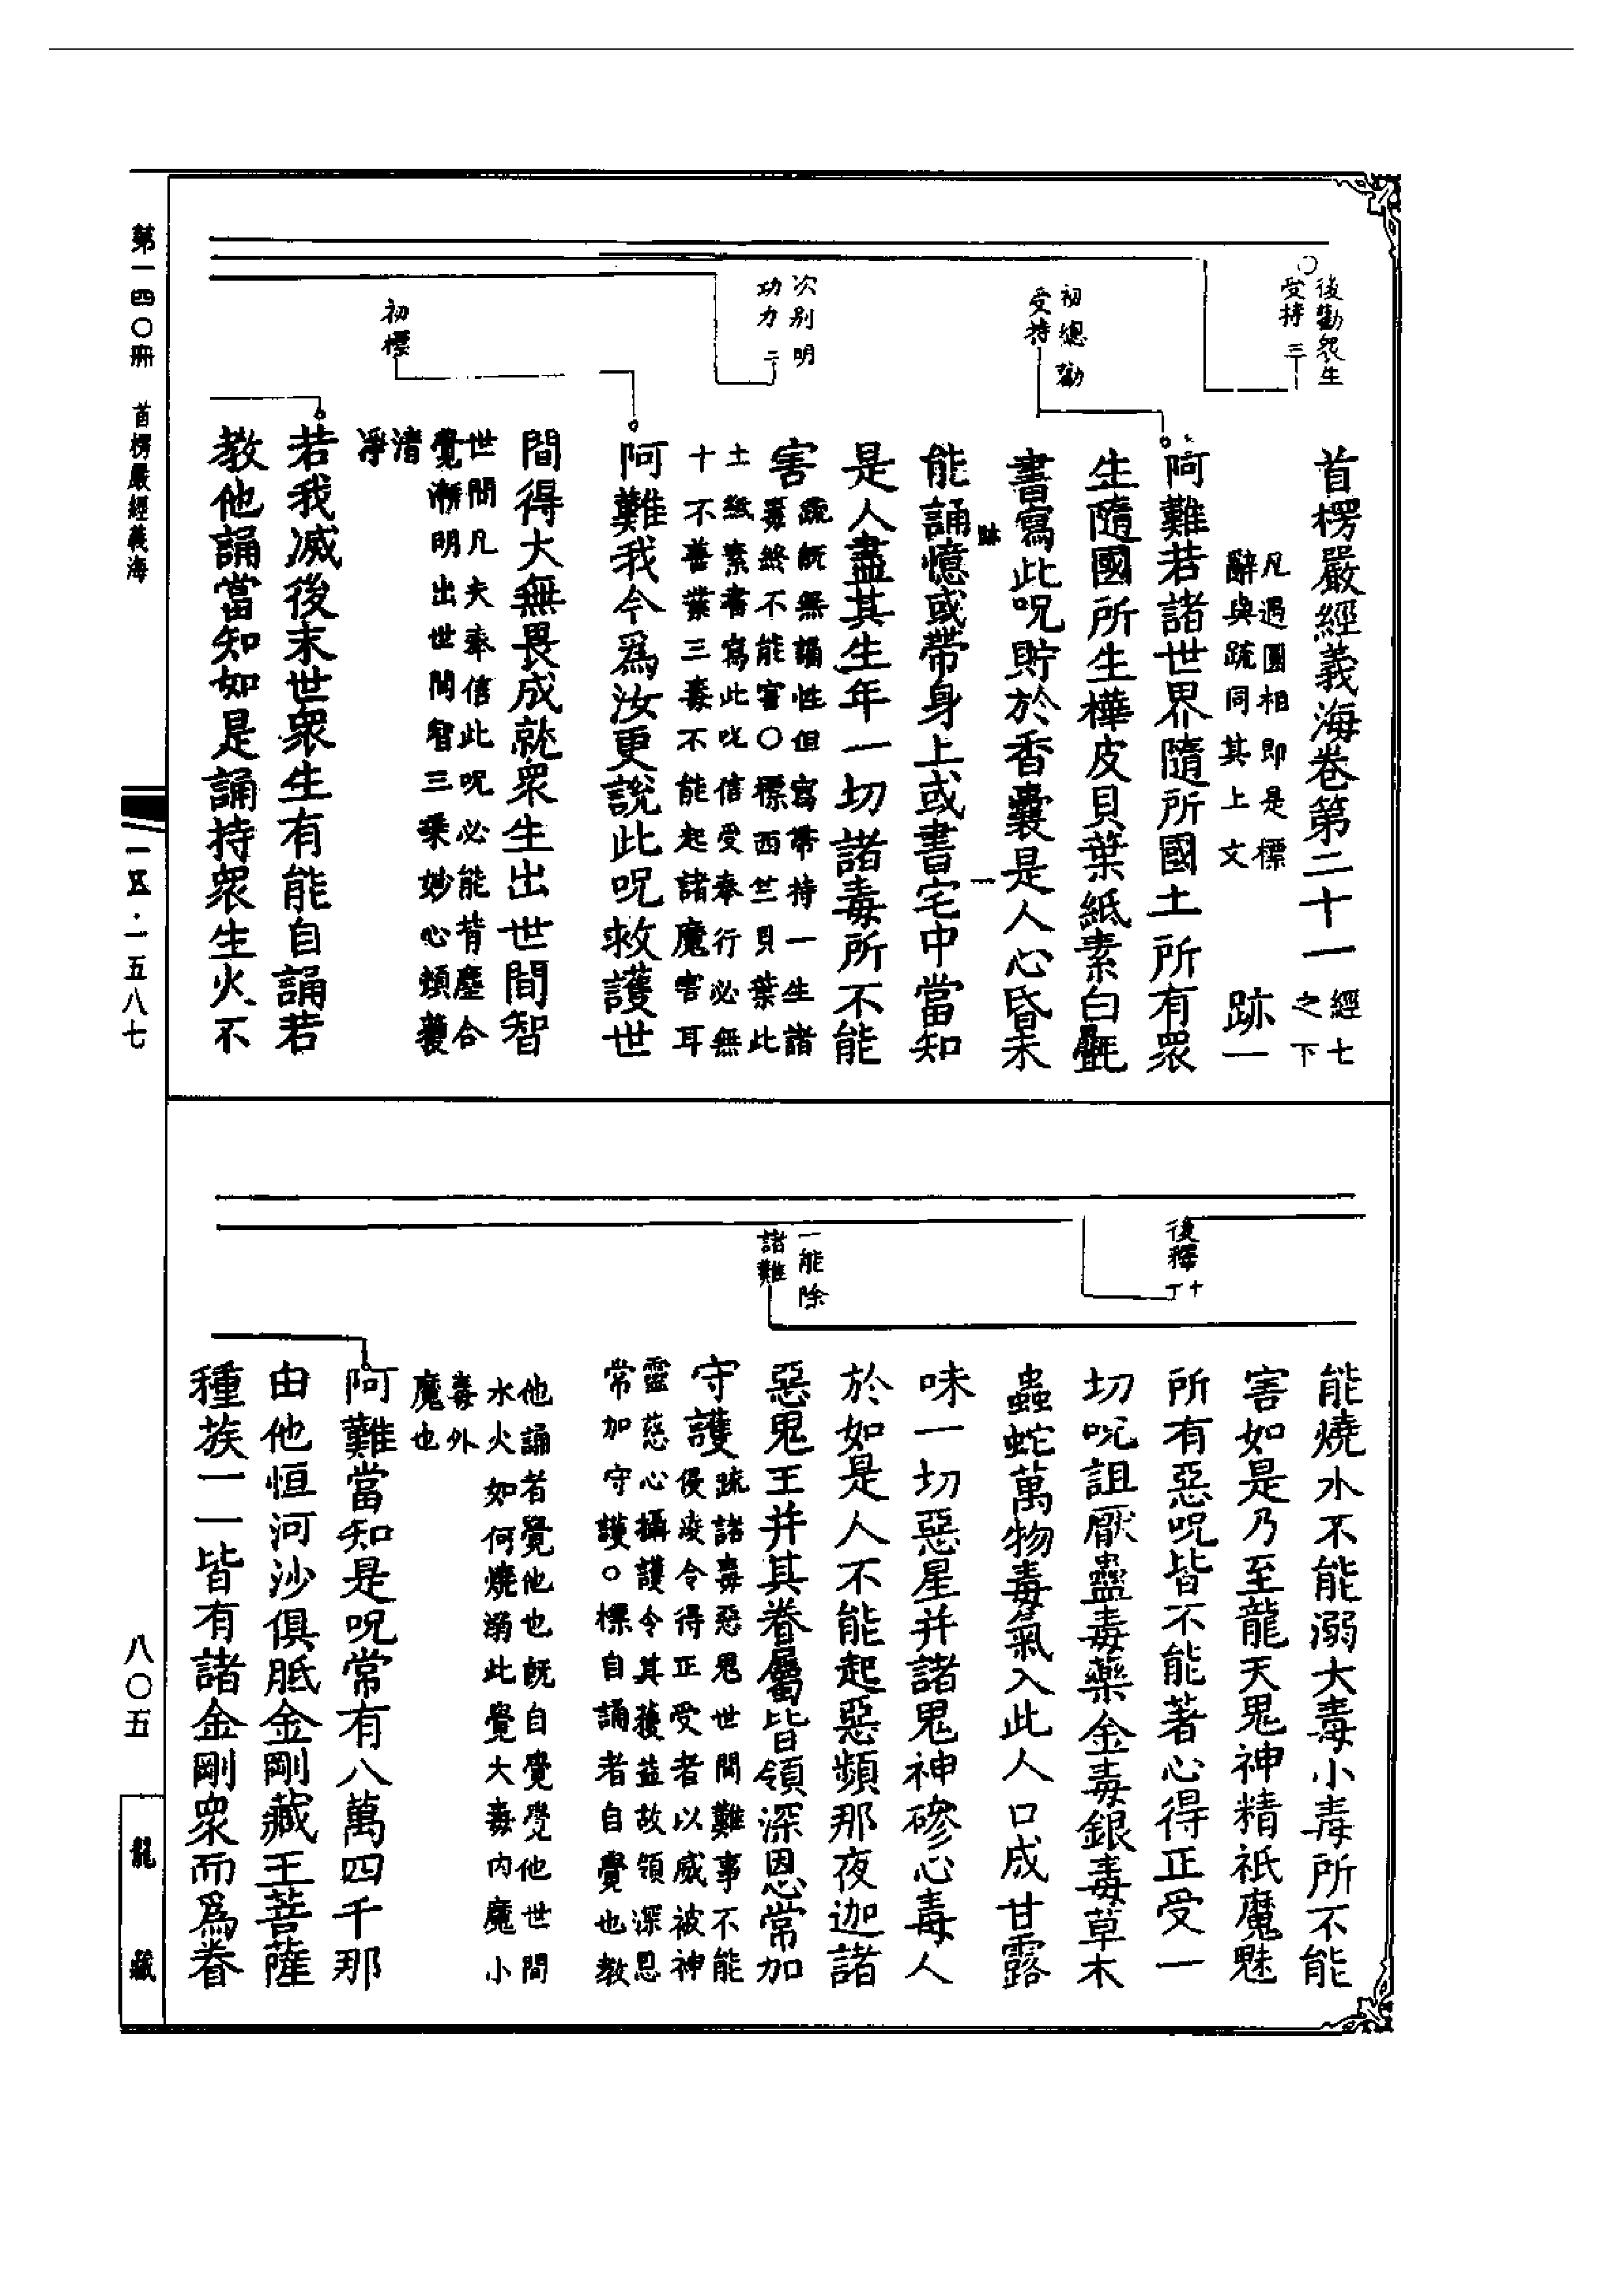 後勸衆生
受持 三
初總勸
受持
次別明
功力 二
初標
首楞嚴經義海卷第二十一 經七
之下
凡遇圈相即是標
辭與䟽同其上文
跡一
阿難若諸世界隨所國土所有眾
生隨國所生樺皮貝葉紙素白㲲
書寫此呪貯於香囊是人心昏未
跡一
能誦憶或帶身上或書宅中當知
是人盡其生年一切諸毒所不能
害
䟽既無誦性但寫帶持一生諸
毒終不能害〇標西竺貝葉此
土紙素書寫此呪信受奉行必無
十不善業三毒不能起諸魔害耳
阿難我今爲汝更說此呪救護世
間得大無畏成就眾生出世間智
世間凡夫奉信此呪必能背塵合
覺漸明出世間智三乗妙心頓獲
清
淨
若我滅後末世眾生有能自誦若
教他誦當知如是誦持眾生火不
後釋 十
丁
一能除
諸難
能燒水不能溺大毒小毒所不能
害如是乃至龍天鬼神精祇魔魅
所有惡呪皆不能著心得正受一
切呪詛厭蠱毒藥金毒銀毒草木
蟲蛇萬物毒氣入此人口成甘露
味一切惡星并諸鬼神磣心毒人
於如是人不能起惡頻那夜迦諸
惡鬼王并其眷屬皆領深恩常加
守護
䟽諸毒惡鬼世間難事不能
侵凌令得正受者以威被神
靈慈心攝護令其獲益故領深恩
常加守護〇標自誦者自覺也教
他誦者覺他也既自覺覺他世間
水火如何燒溺此覺大毒內魔小
毒外
魔也
阿難當知是呪常有八萬四千那
由他恒河沙俱胝金剛藏王菩薩
種族一一皆有諸金剛眾而爲眷
第一四〇冊 首楞嚴經義海
一五·一五八七
八〇五
龍藏